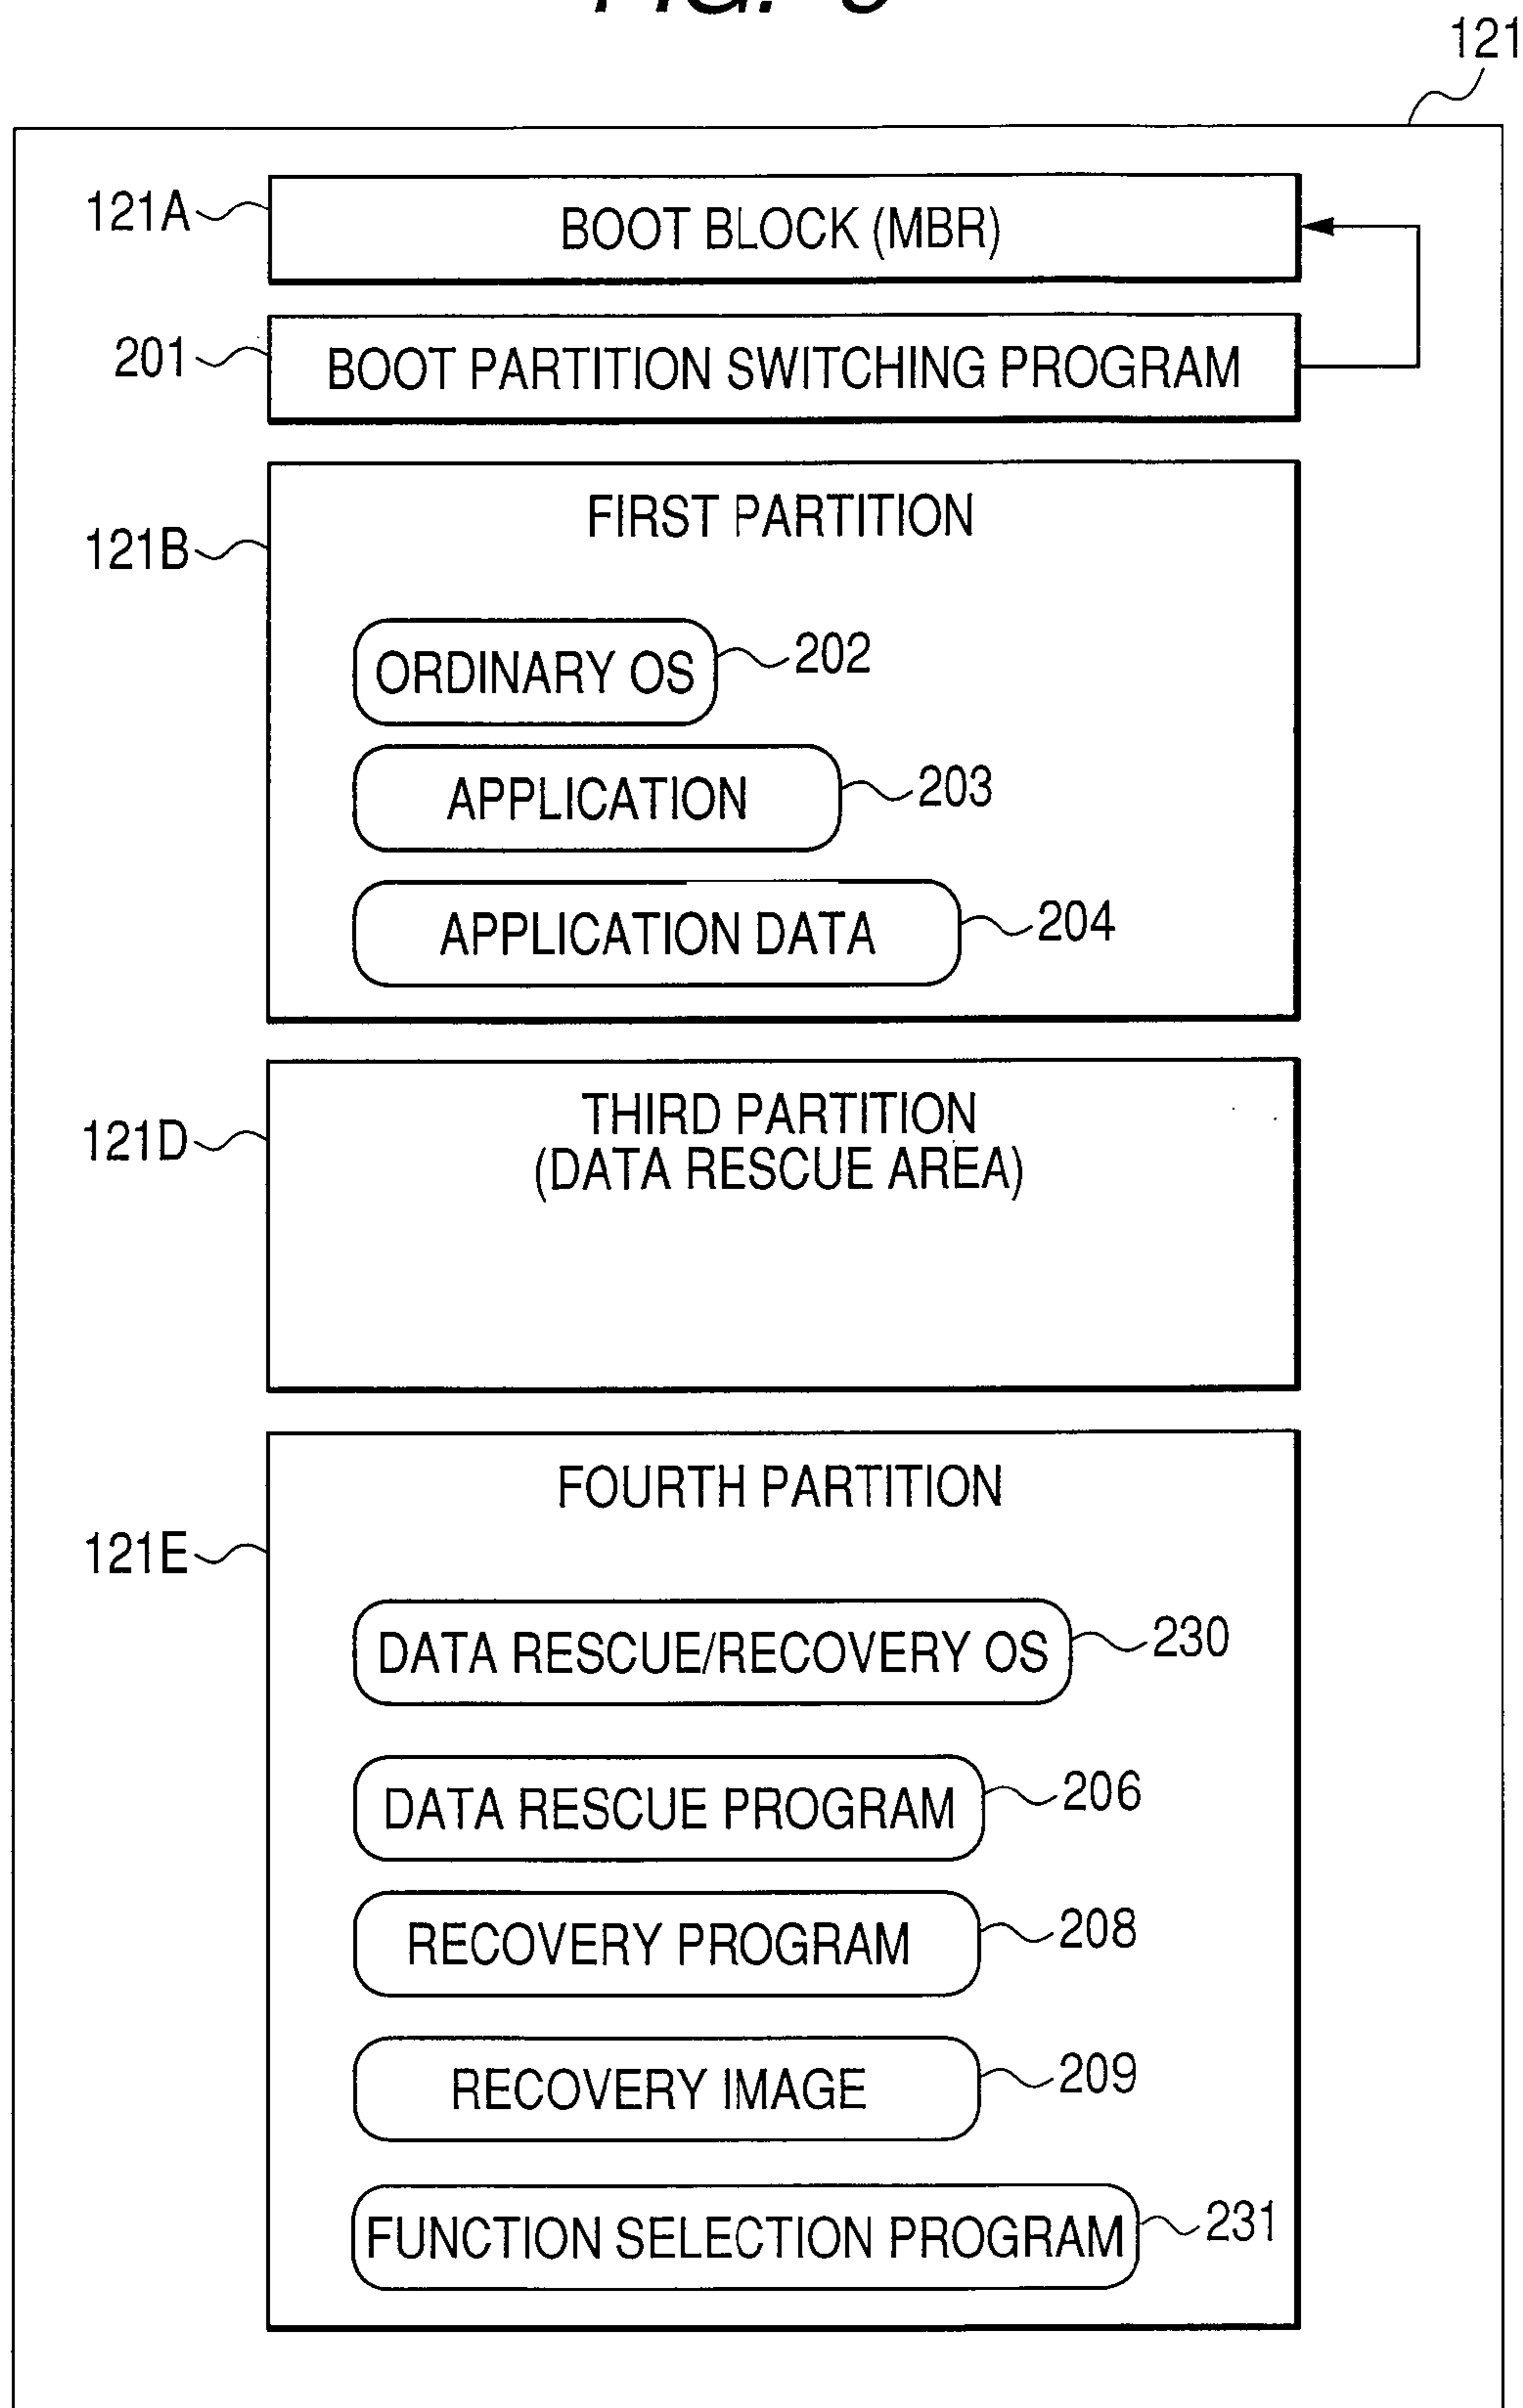 121
121A
BOOT BLOCK (MBR)
201
BOOT PARTITION SWITCHING PROGRAM
FIRST PARTITION
121B
ORDINARY OS
202
APPLICATION
203
APPLICATION DATA
204
THIRD PARTITION
(DATA RESCUE AREA)
121D
FOURTH PARTITION
121E
DATA RESCUE/RECOVERY OS
230
DATA RESCUE PROGRAM
206
RECOVERY PROGRAM
208
RECOVERY IMAGE
209
FUNCTION SELECTION PROGRAM
231